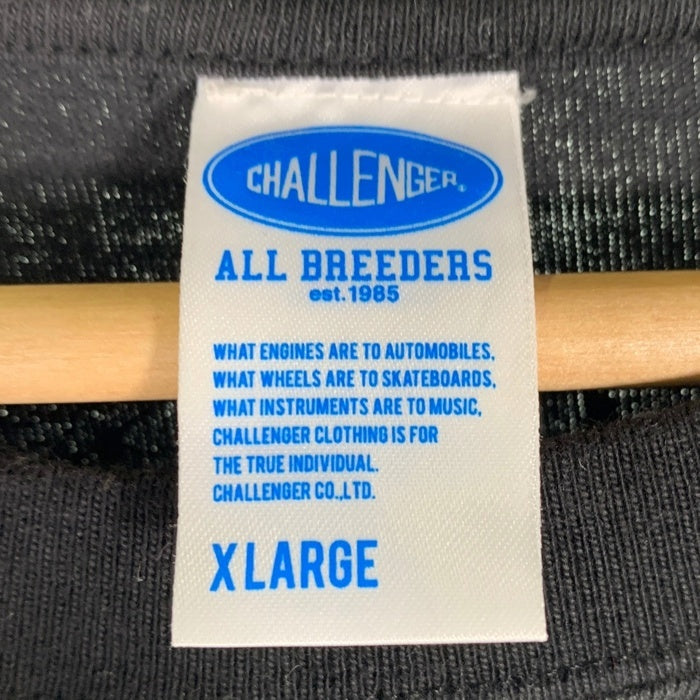 CHALLENGER®
ALL BREEDERS
est.1985
WHAT ENGINES ARE TO AUTOMOBILES,
WHAT WHEELS ARE TO SKATEBOARDS,
WHAT INSTRUMENTS ARE TO MUSIC,
CHALLENGER CLOTHING IS FOR
THE TRUE INDIVIDUAL.
CHALLENGER CO.,LTD.
XLARGE